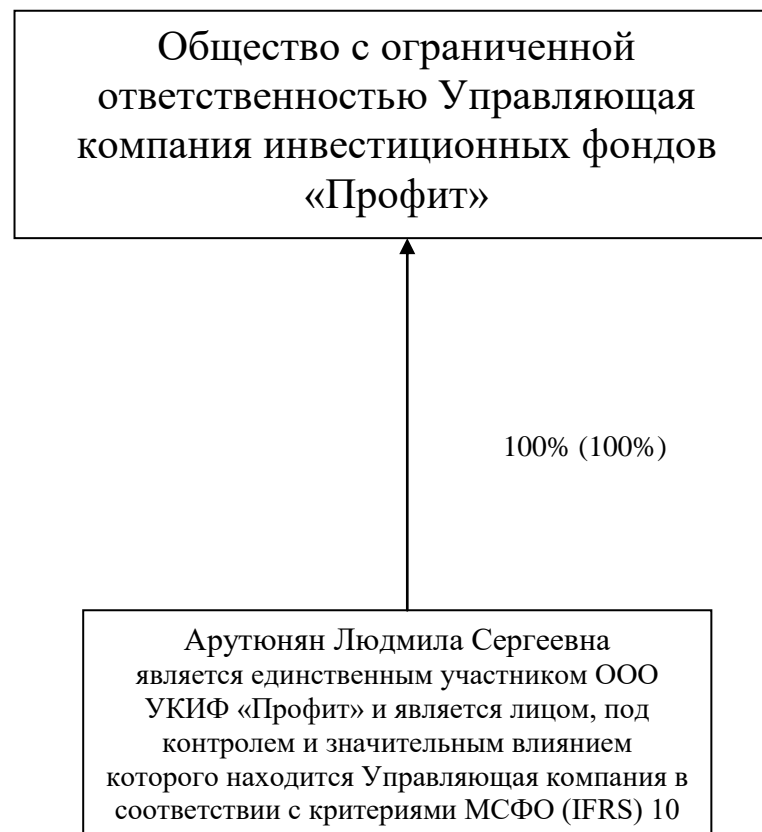 Общество с ограниченной
ответственностью Управляющая
компания инвестиционных фондов
«Профит»
100% (100%)
Арутюнян Людмила Сергеевна
является единственным участником ООО
УКИФ «Профит» и является лицом, под
контролем и значительным влиянием
которого находится Управляющая компания в
соответствии с критериями МСФО (IFRS) 10